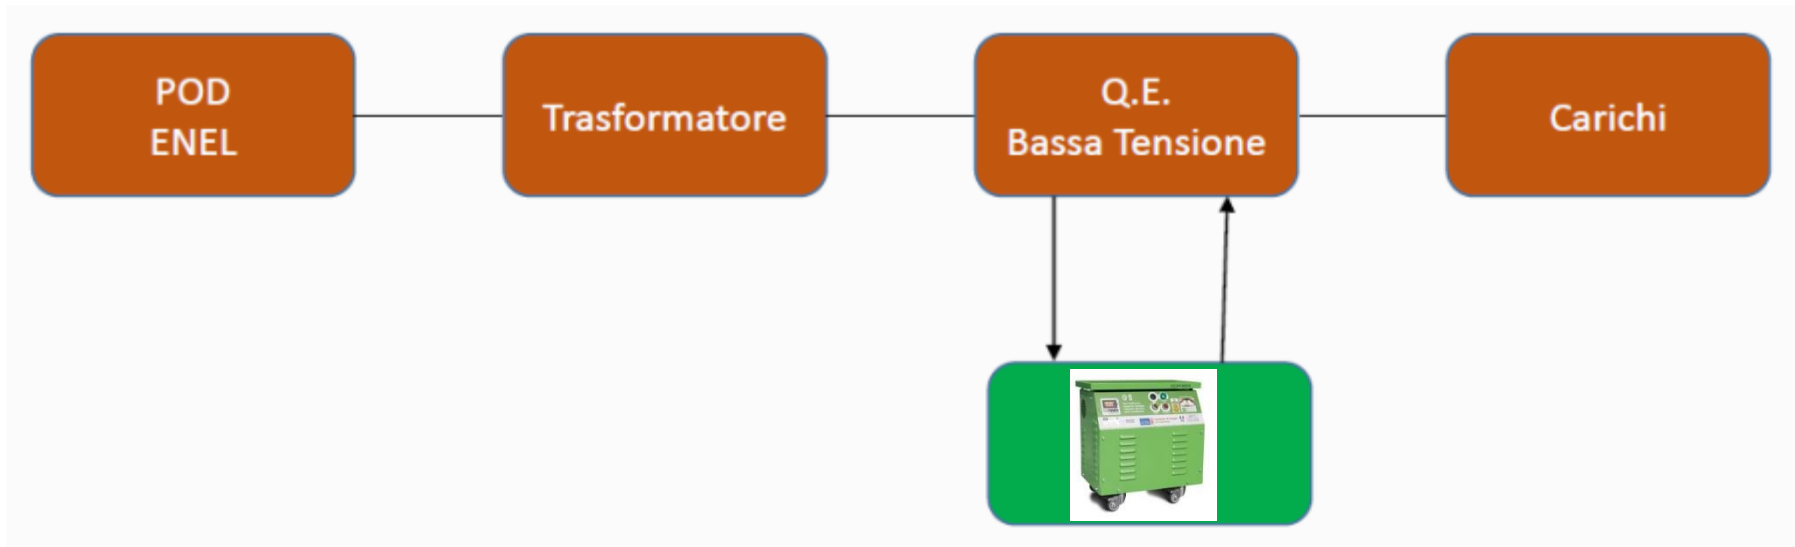 POD
ENEL
Trasformatore
Q.E.
Bassa Tensione
Carichi